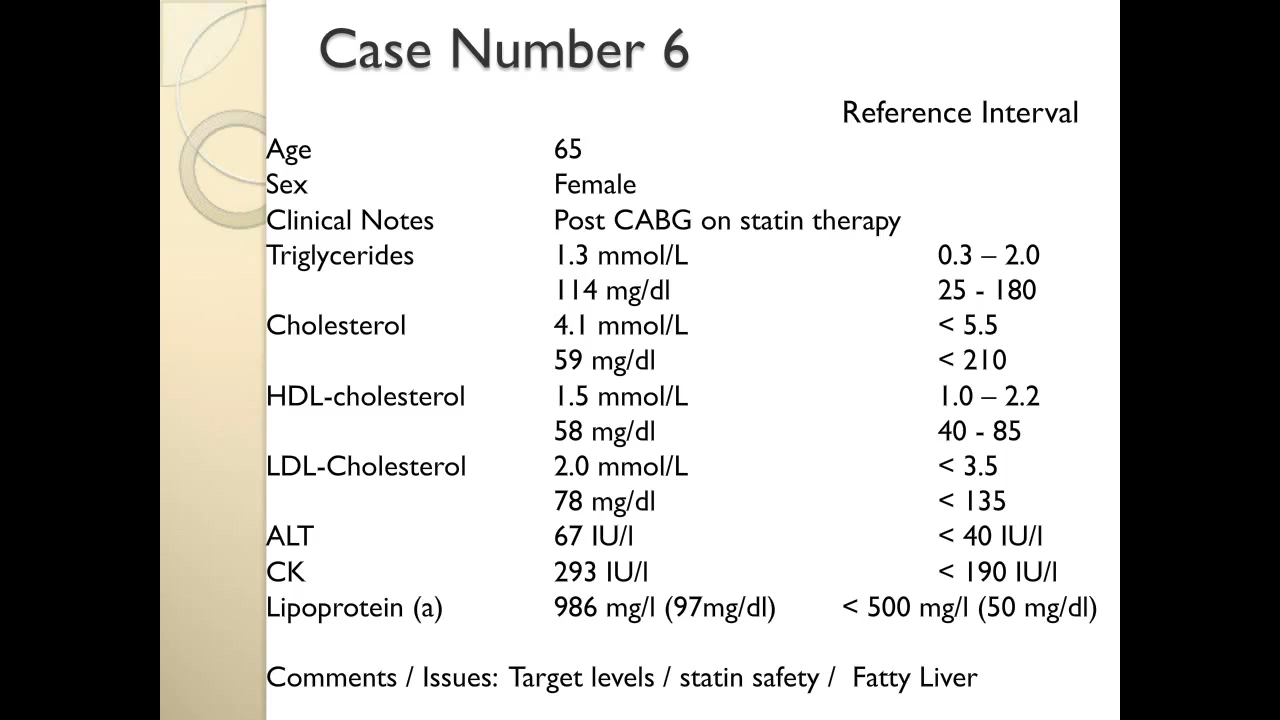 Case Number 6
Reference Interval
Age 65
Sex Female
Clinical Notes Post CABG on statin therapy
Triglycerides 1.3 mmol/L 0.3 – 2.0
114 mg/dl 25 - 180
Cholesterol 4.1 mmol/L < 5.5
59 mg/dl < 210
HDL-cholesterol 1.5 mmol/L 1.0 – 2.2
58 mg/dl 40 - 85
LDL-Cholesterol 2.0 mmol/L < 3.5
78 mg/dl < 135
ALT 67 IU/l < 40 IU/l
CK 293 IU/l < 190 IU/l
Lipoprotein (a) 986 mg/l (97mg/dl) < 500 mg/l (50 mg/dl)
Comments / Issues: Target levels / statin safety / Fatty Liver